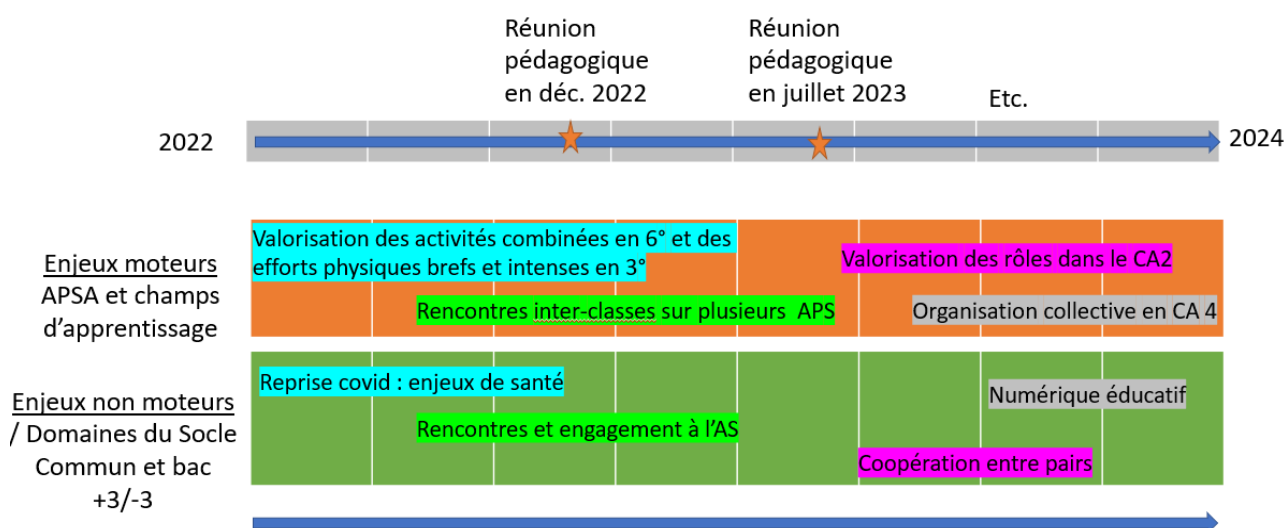 Réunion
pédagogique
en déc. 2022
Réunion
pédagogique
en juillet 2023
Etc.
2022
2024
Enjeux moteurs
APSA et champs
d’apprentissage
Valorisation des activités combinées en 6° et des
efforts physiques brefs et intenses en 3°
Valorisation des rôles dans le CA2
Rencontres inter-classes sur plusieurs APS
Organisation collective en CA 4
Enjeux non moteurs
/ Domaines du Socle
Commun et bac
+3/-3
Reprise covid : enjeux de santé
Numérique éducatif
Rencontres et engagement à l’AS
Coopération entre pairs